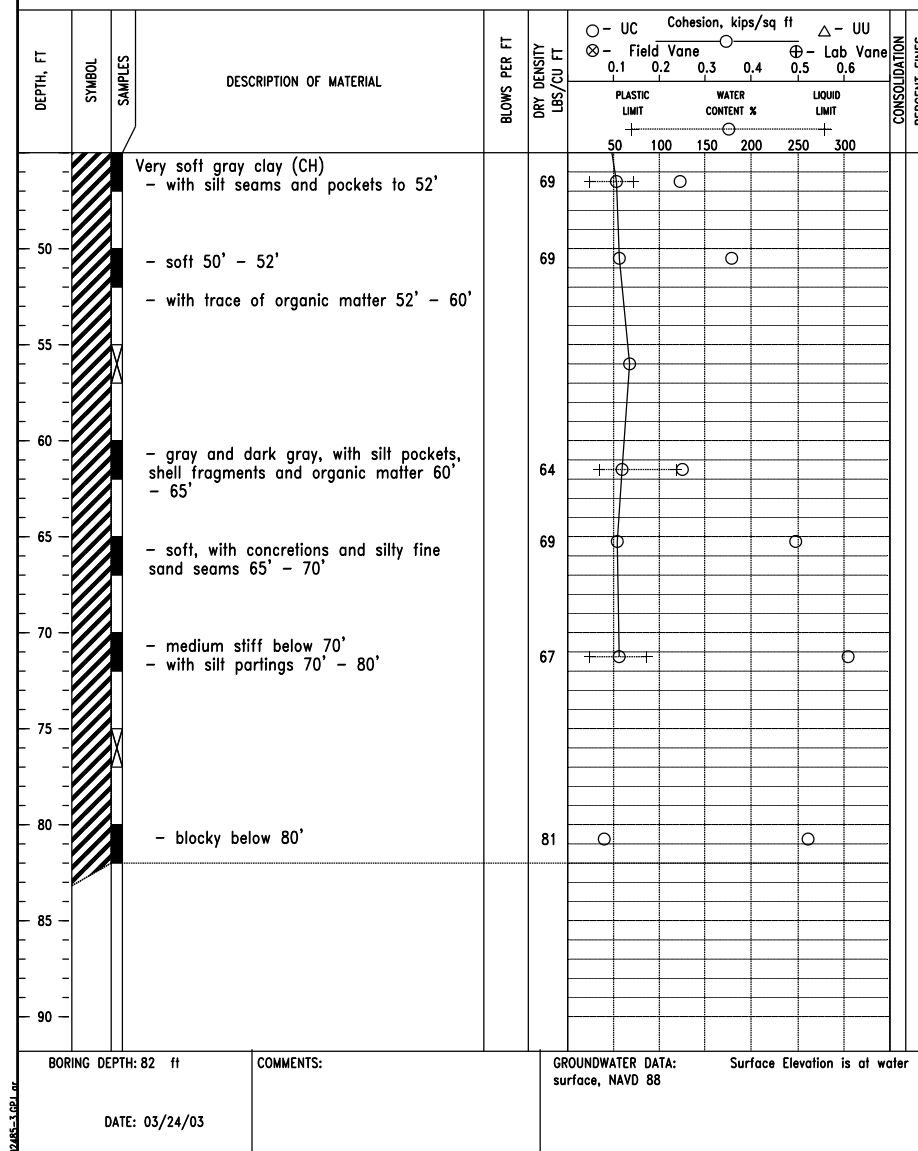 DEPTH, FT
SYMBOL
SAMPLES
DESCRIPTION OF MATERIAL
BLOWS PER FT
DRY DENSITY
LBS/CU FT
- UC
Cohesion, kips/sq ft
- UU
- Field Vane
- Lab Vane
0.1 0.2 0.3 0.4 0.5 0.6
PLASTIC
LIMIT
WATER
CONTENT %
LIQUID
LIMIT
50 100 150 200 250 300
CONSOLIDATION
Very soft gray clay (CH)
- with silt seams and pockets to 52'
69
50
- soft 50' - 52'
69
- with trace of organic matter 52' - 60'
55
60
- gray and dark gray, with silt pockets,
shell fragments and organic matter 60'
- 65'
64
65
- soft, with concretions and silty fine
sand seams 65' - 70'
69
70
- medium stiff below 70'
- with silt partings 70' - 80'
67
75
80
- blocky below 80'
81
85
90
BORING DEPTH: 82 ft
DATE: 03/24/03
COMMENTS:
GROUNDWATER DATA: Surface Elevation is at water
surface, NAVD 88